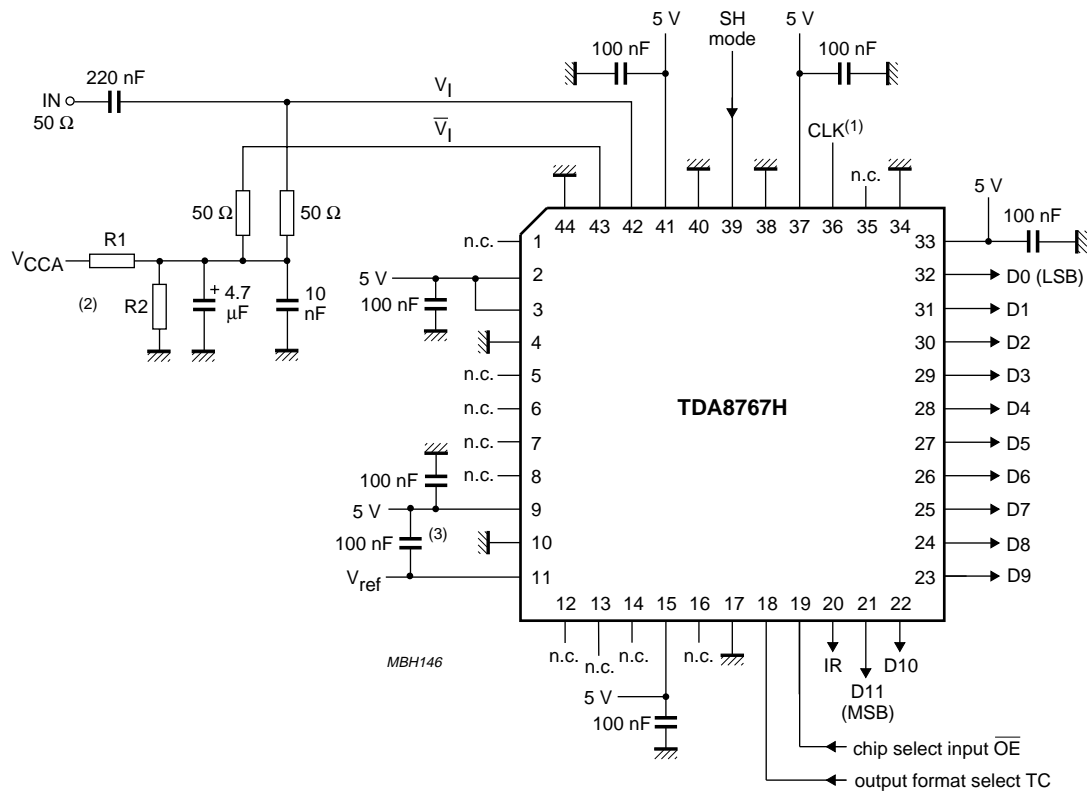 5 V
SH
mode
5 V
100 nF
100 nF
220 nF
IN
50 Ω
V_I
V̅_I
CLK(1)
n.c.
5 V
100 nF
50 Ω
50 Ω
44 43 42 41 40 39 38 37 36 35 34
V_CCA
R1
(2)
R2
+ 4.7
μF
10
nF
n.c. 1
5 V 2
100 nF
3
4
n.c. 5
n.c. 6
n.c. 7
n.c. 8
100 nF
5 V 9
(3)
100 nF
10
V_ref 11
TDA8767H
33
32 D0 (LSB)
31 D1
30 D2
29 D3
28 D4
27 D5
26 D6
25 D7
24 D8
23 D9
12 13 14 15 16 17 18 19 20 21 22
n.c. n.c. n.c. n.c.
IR
D11
(MSB)
D10
MBH146
5 V
100 nF
chip select input O̅E̅
output format select TC